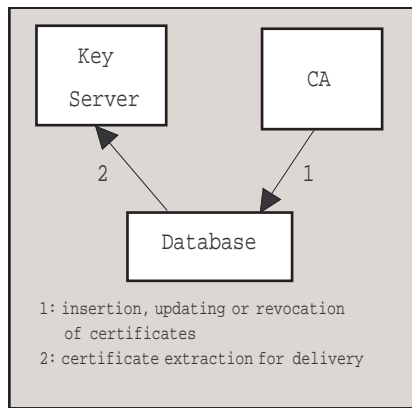 Key
Server
CA
2
1
Database
1: insertion, updating or revocation
of certificates
2: certificate extraction for delivery